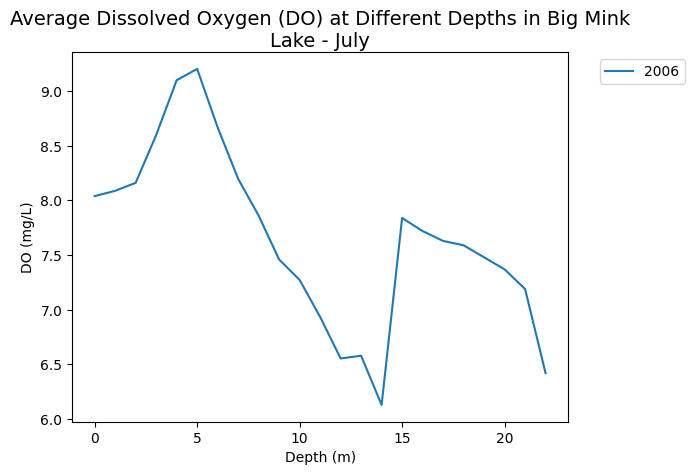 Average Dissolved Oxygen (DO) at Different Depths in Big Mink
Lake - July
2006
9.0
8.5
8.0
7.5
7.0
6.5
6.0
DO (mg/L)
0 5 10 15 20
Depth (m)